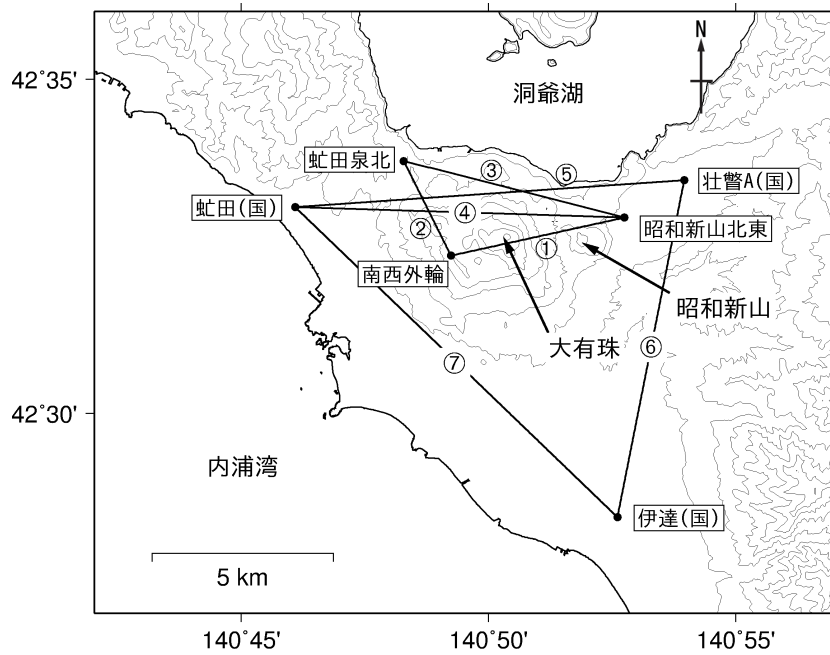 N
42°35'
洞爺湖
虻田泉北
③
⑤
壮瞥A(国)
虻田(国)
④
②
昭和新山北東
①
南西外輪
昭和新山
大有珠
⑥
⑦
42°30'
内浦湾
伊達(国)
5 km
140°45'
140°50'
140°55'